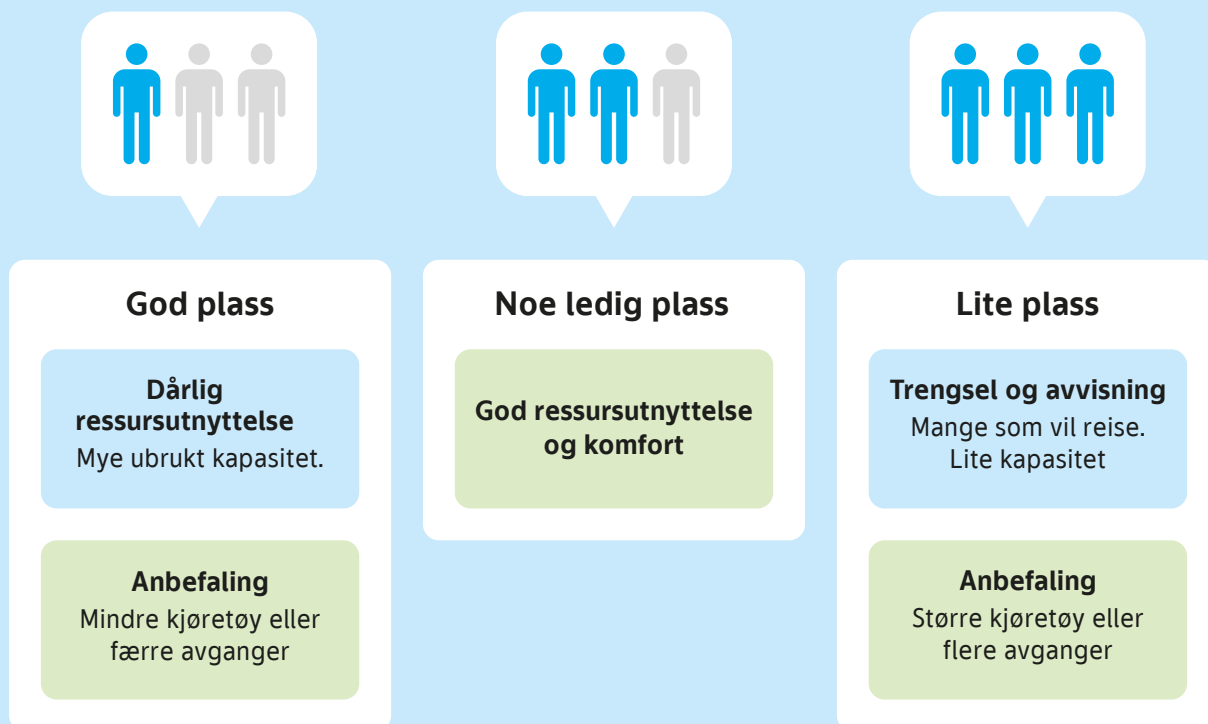 God plass
Dårlig
ressursutnyttelse
Mye ubrukt kapasitet.
Anbefaling
Mindre kjøretøy eller
færre avganger
Noe ledig plass
God ressursutnyttelse
og komfort
Lite plass
Trengsel og avvisning
Mange som vil reise.
Lite kapasitet
Anbefaling
Større kjøretøy eller
flere avganger